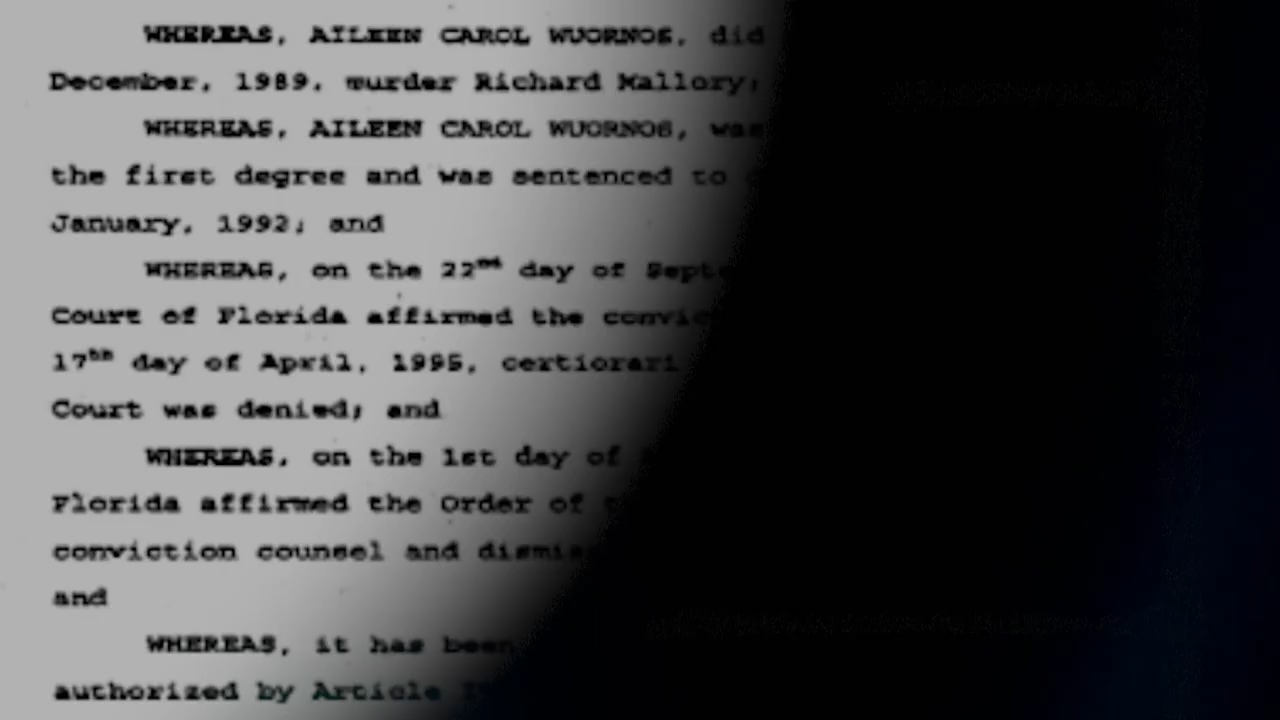 WHEREAS, AILEEN CAROL WUORNOS, did
December, 1989, murder Richard Mallory;
WHEREAS, AILEEN CAROL WUORNOS, was
the first degree and was sentenced to
January, 1992; and
WHEREAS, on the 22nd day of Septe
Court of Florida affirmed the convic
17th day of April, 1995, certiorari
Court was denied; and
WHEREAS, on the 1st day of
Florida affirmed the Order of
conviction counsel and dismis
and
WHEREAS, it has been
authorized by Article